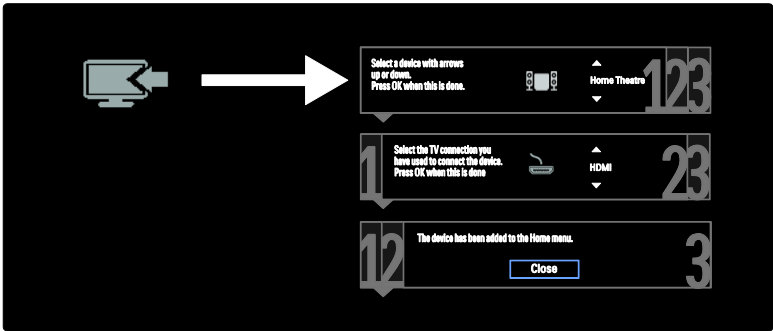 Select a device with arrows
up or down.
Press OK when this is done.
Home Theatre
123
1
Select the TV connection you
have used to connect the device.
Press OK when this is done
HDMI
23
12
The device has been added to the Home menu.
Close
3